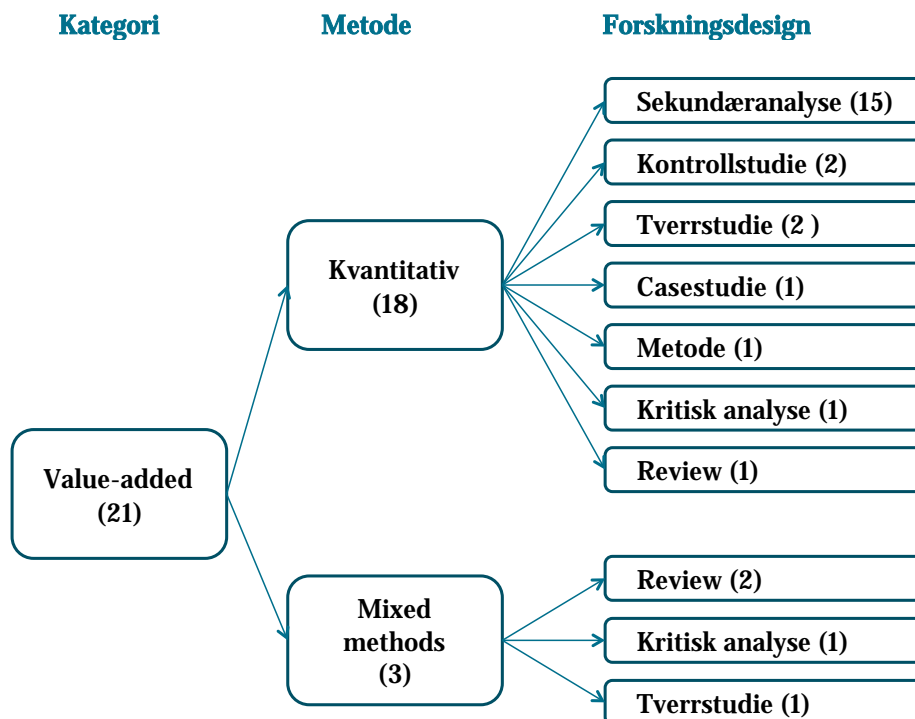 Kategori Metode Forskningsdesign
Sekundæranalyse (15)
Kontrollstudie (2)
Tverrstudie (2 )
Casestudie (1)
Metode (1)
Kritisk analyse (1)
Review (1)
Kvantitativ
(18)
Value-added
(21)
Mixed
methods
(3)
Review (2)
Kritisk analyse (1)
Tverrstudie (1)